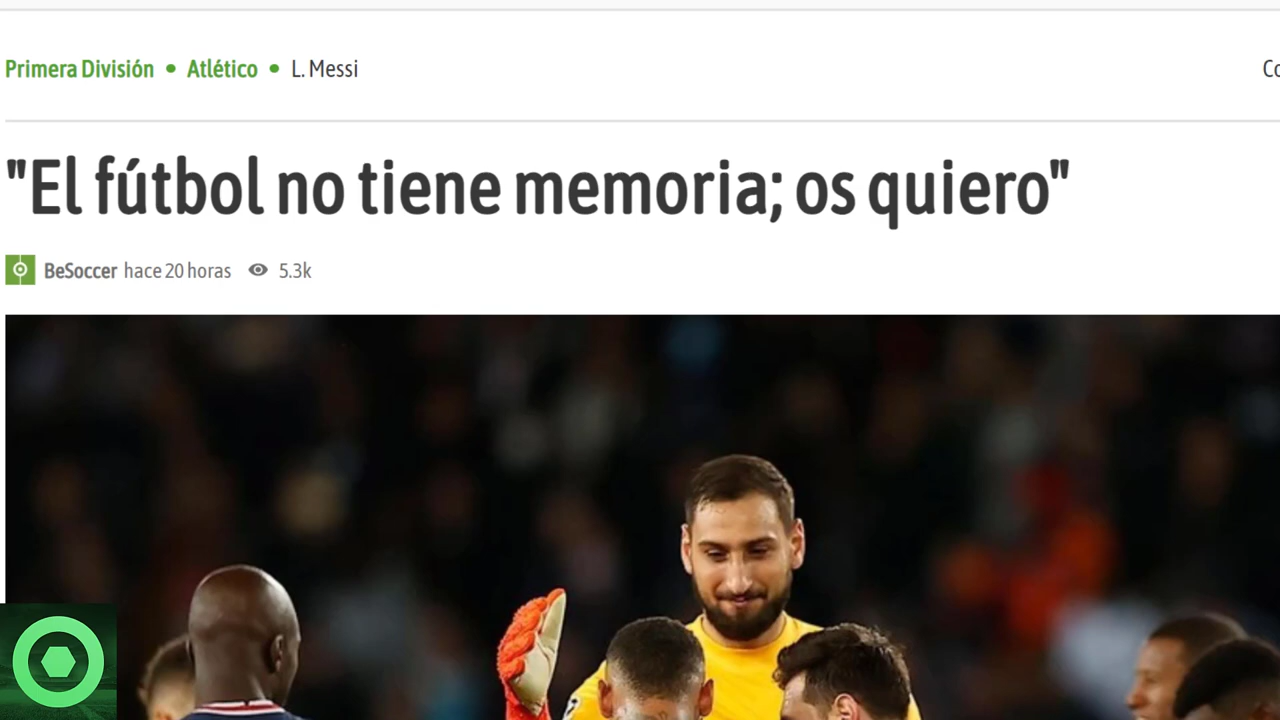 Primera División • Atlético • L. Messi
"El fútbol no tiene memoria; os quiero"
BeSoccer hace 20 horas 5.3k